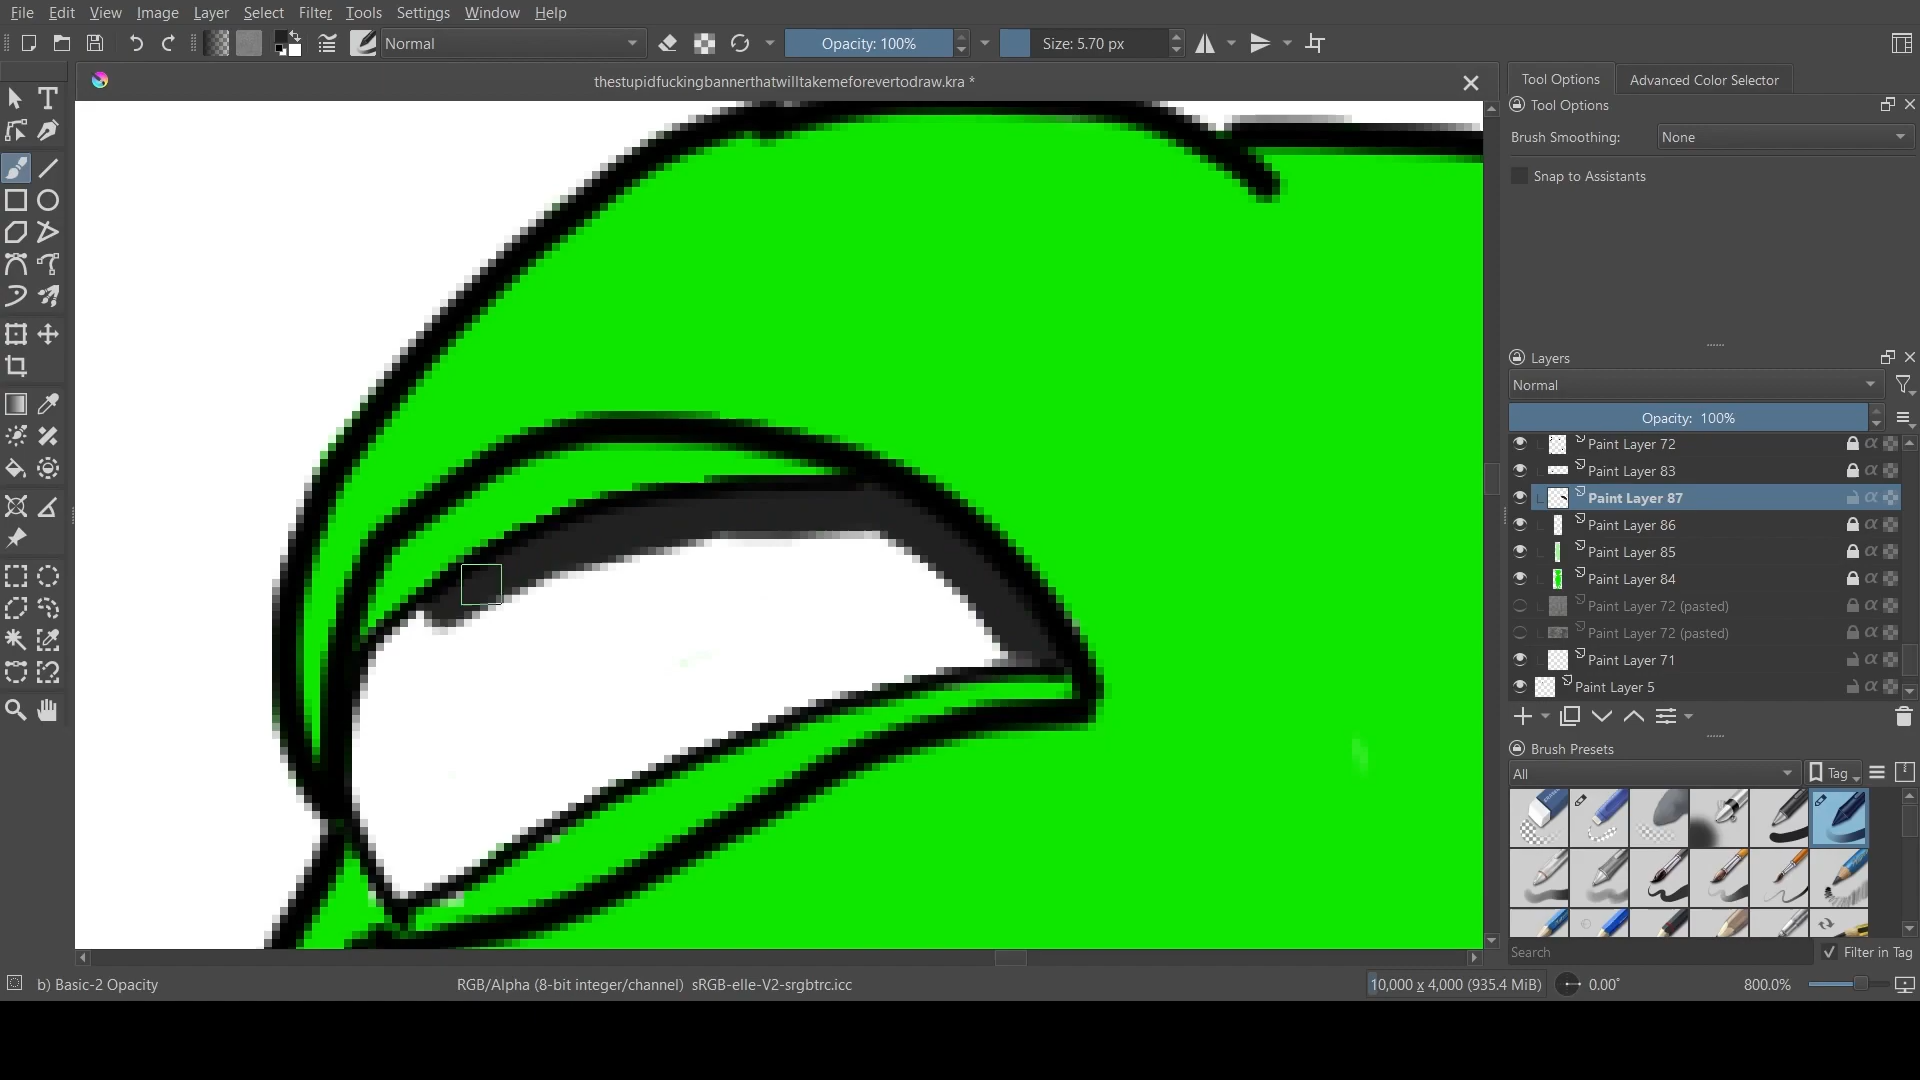 File Edit View Image Layer Select Filter Tools Settings Window Help
Normal Opacity: 100% Size: 5.70 px
thestupidfuckingbannerthatwilltakemeforevertodraw.kra *
Tool Options Advanced Color Selector
Tool Options
Brush Smoothing: None
Snap to Assistants
Layers
Normal
Opacity: 100%
Paint Layer 72
Paint Layer 83
Paint Layer 87
Paint Layer 86
Paint Layer 85
Paint Layer 84
Paint Layer 72 (pasted)
Paint Layer 72 (pasted)
Paint Layer 71
Paint Layer 5
Brush Presets
All Tag
Search Filter in Tag
b) Basic-2 Opacity RGB/Alpha (8-bit integer/channel) sRGB-elle-V2-srgbtrc.icc 10,000 x 4,000 (935.4 MiB) 0.00° 800.0%